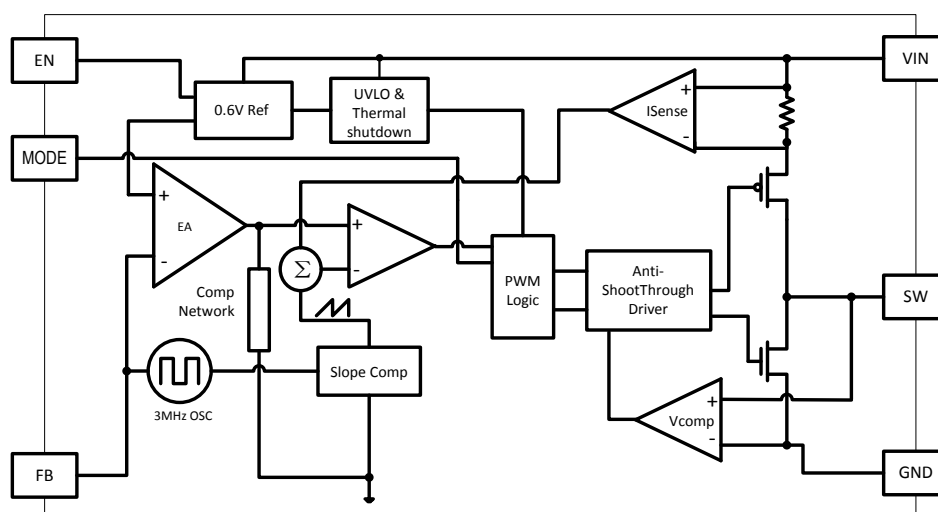 EN
VIN
0.6V Ref
UVLO &
Thermal
shutdown
+
ISense
-
MODE
+
EA
-
+
-
Σ
Comp
Network
PWM
Logic
Anti-
ShootThrough
Driver
SW
Slope Comp
3MHz OSC
+
Vcomp
-
FB
GND